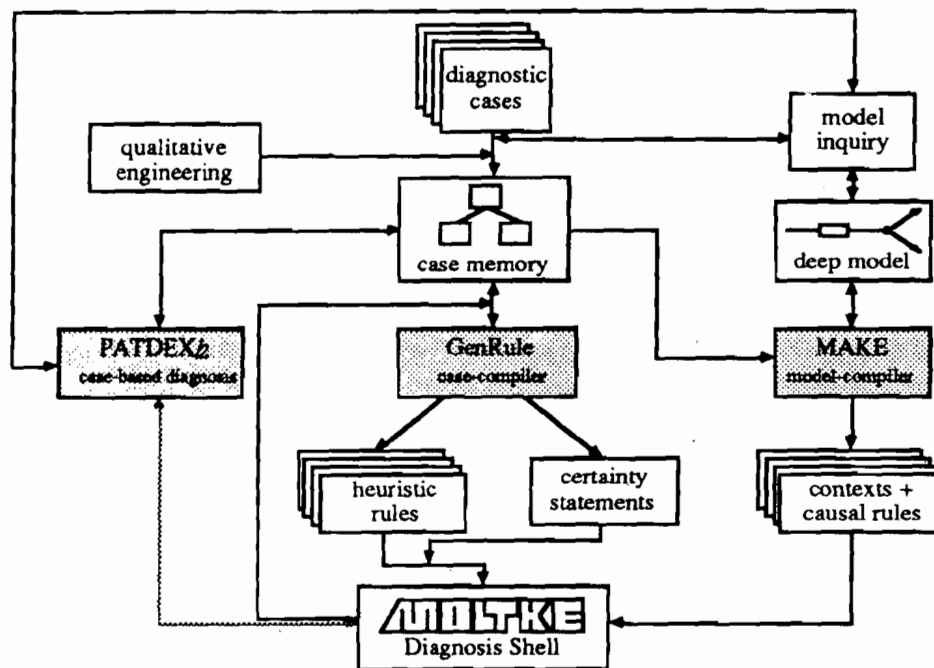 diagnostic
cases
model
inquiry
qualitative
engineering
case memory
deep model
PATDEX/2
case-based diagnosis
GenRule
case-compiler
MAKE
model-compiler
heuristic
rules
certainty
statements
contexts +
causal rules
MOLTKE
Diagnosis Shell